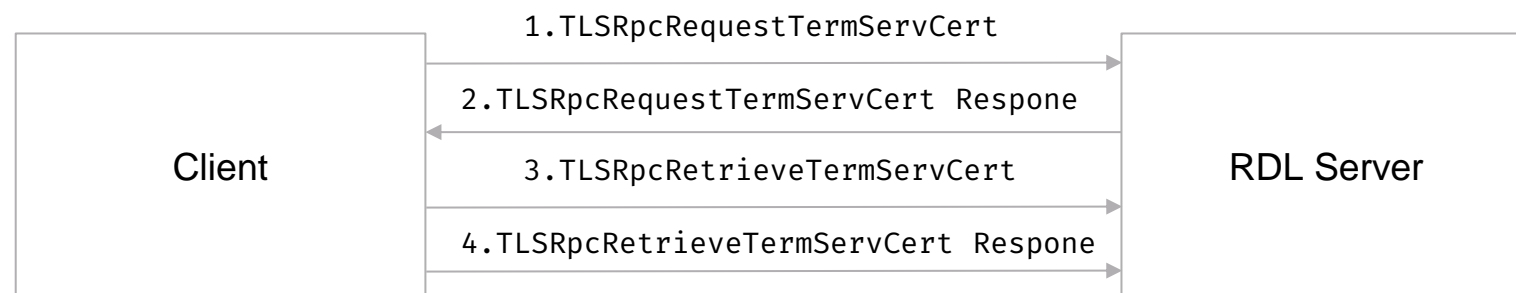 1.TLSRpcRequestTermServCert
2.TLSRpcRequestTermServCert Respone
Client
3.TLSRpcRetrieveTermServCert
RDL Server
4.TLSRpcRetrieveTermServCert Respone